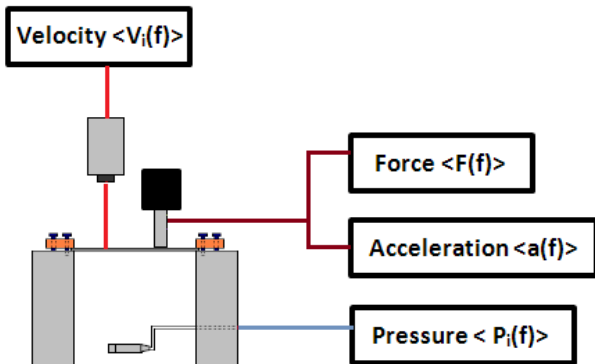 Velocity <Vᵢ(f)>
Force <F(f)>
Acceleration <a(f)>
Pressure < Pᵢ(f)>